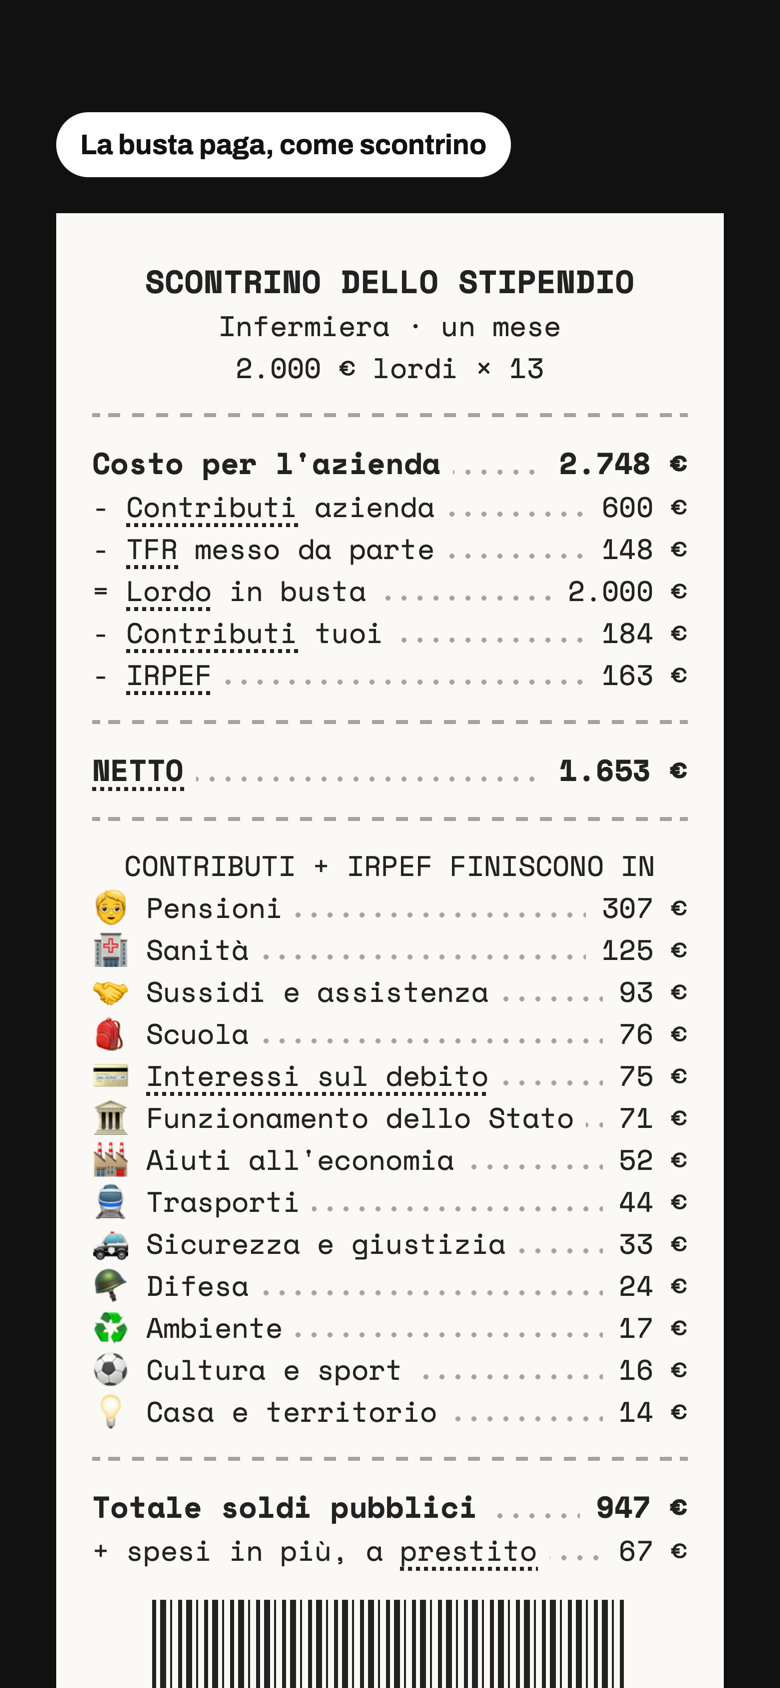 La busta paga, come scontrino
SCONTRINO DELLO STIPENDIO
Infermiera · un mese
2.000 € lordi × 13
Costo per l'azienda ..... 2.748 €
- Contributi azienda ........ 600 €
- TFR messo da parte ........ 148 €
= Lordo in busta .......... 2.000 €
- Contributi tuoi ........... 184 €
- IRPEF ..................... 163 €
NETTO .................... 1.653 €
CONTRIBUTI + IRPEF FINISCONO IN
Pensioni ................. 307 €
Sanità ................... 125 €
Sussidi e assistenza ...... 93 €
Scuola .................... 76 €
Interessi sul debito ...... 75 €
Funzionamento dello Stato .. 71 €
Aiuti all'economia ........ 52 €
Trasporti ................. 44 €
Sicurezza e giustizia ..... 33 €
Difesa .................... 24 €
Ambiente .................. 17 €
Cultura e sport ........... 16 €
Casa e territorio ......... 14 €
Totale soldi pubblici ..... 947 €
+ spesi in più, a prestito .... 67 €